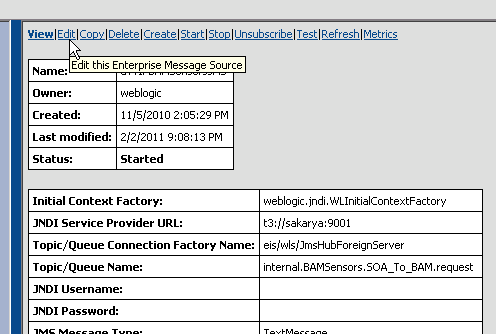 View|Edit|Copy|Delete|Create|Start|Stop|Unsubscribe|Test|Refresh|Metrics
Edit this Enterprise Message Source
Name:
Owner: weblogic
Created: 11/5/2010 2:05:29 PM
Last modified: 2/2/2011 9:08:13 PM
Status: Started
Initial Context Factory: weblogic.jndi.WLInitialContextFactory
JNDI Service Provider URL: t3://sakarya:9001
Topic/Queue Connection Factory Name: eis/wls/JmsHubForeignServer
Topic/Queue Name: internal.BAMSensors.SOA_To_BAM.request
JNDI Username:
JNDI Password:
JMS Message Type: TextMessage